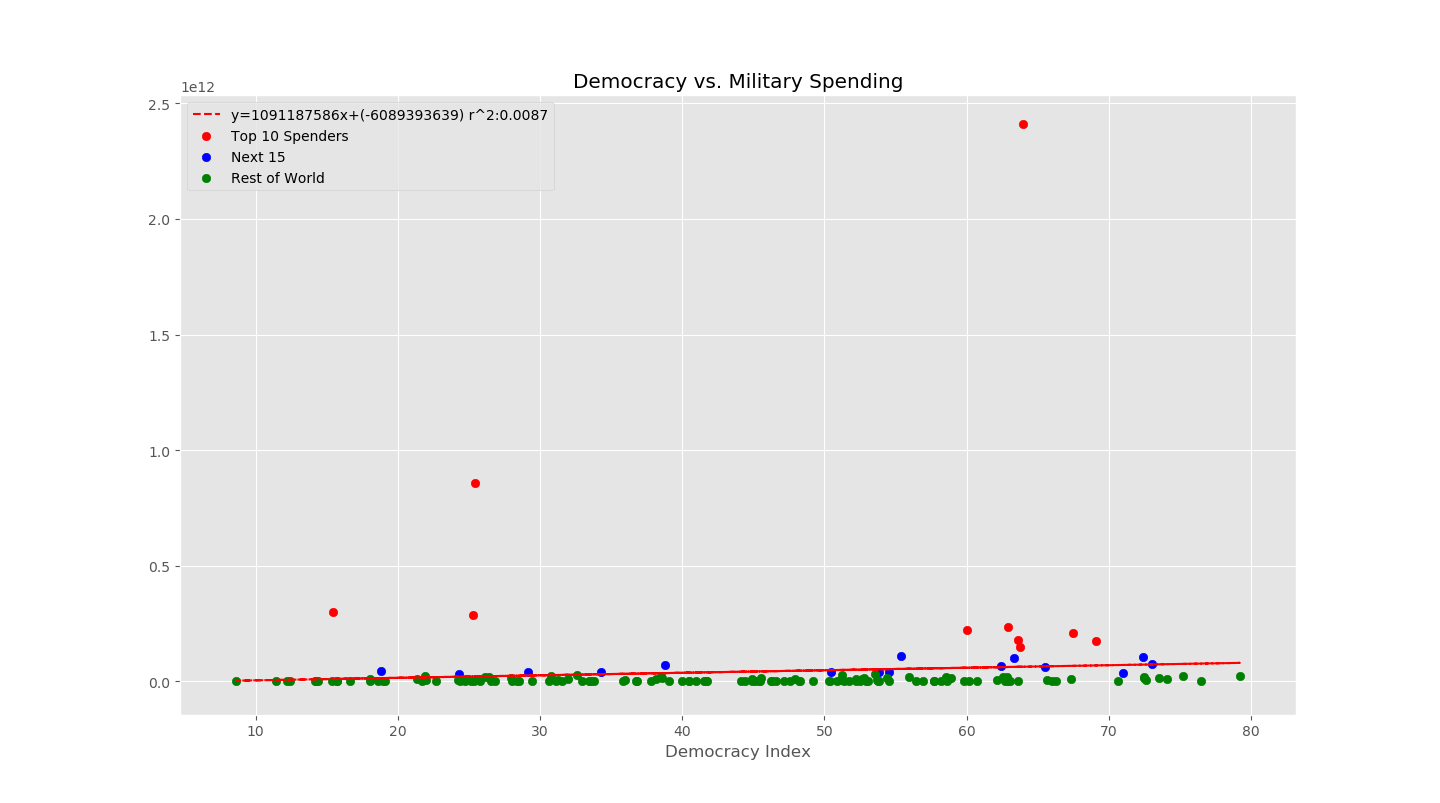 Democracy vs. Military Spending
1e12
y=1091187586x+(-6089393639) r^2:0.0087
Top 10 Spenders
Next 15
Rest of World
2.5
2.0
1.5
1.0
0.5
0.0
10 20 30 40 50 60 70 80
Democracy Index